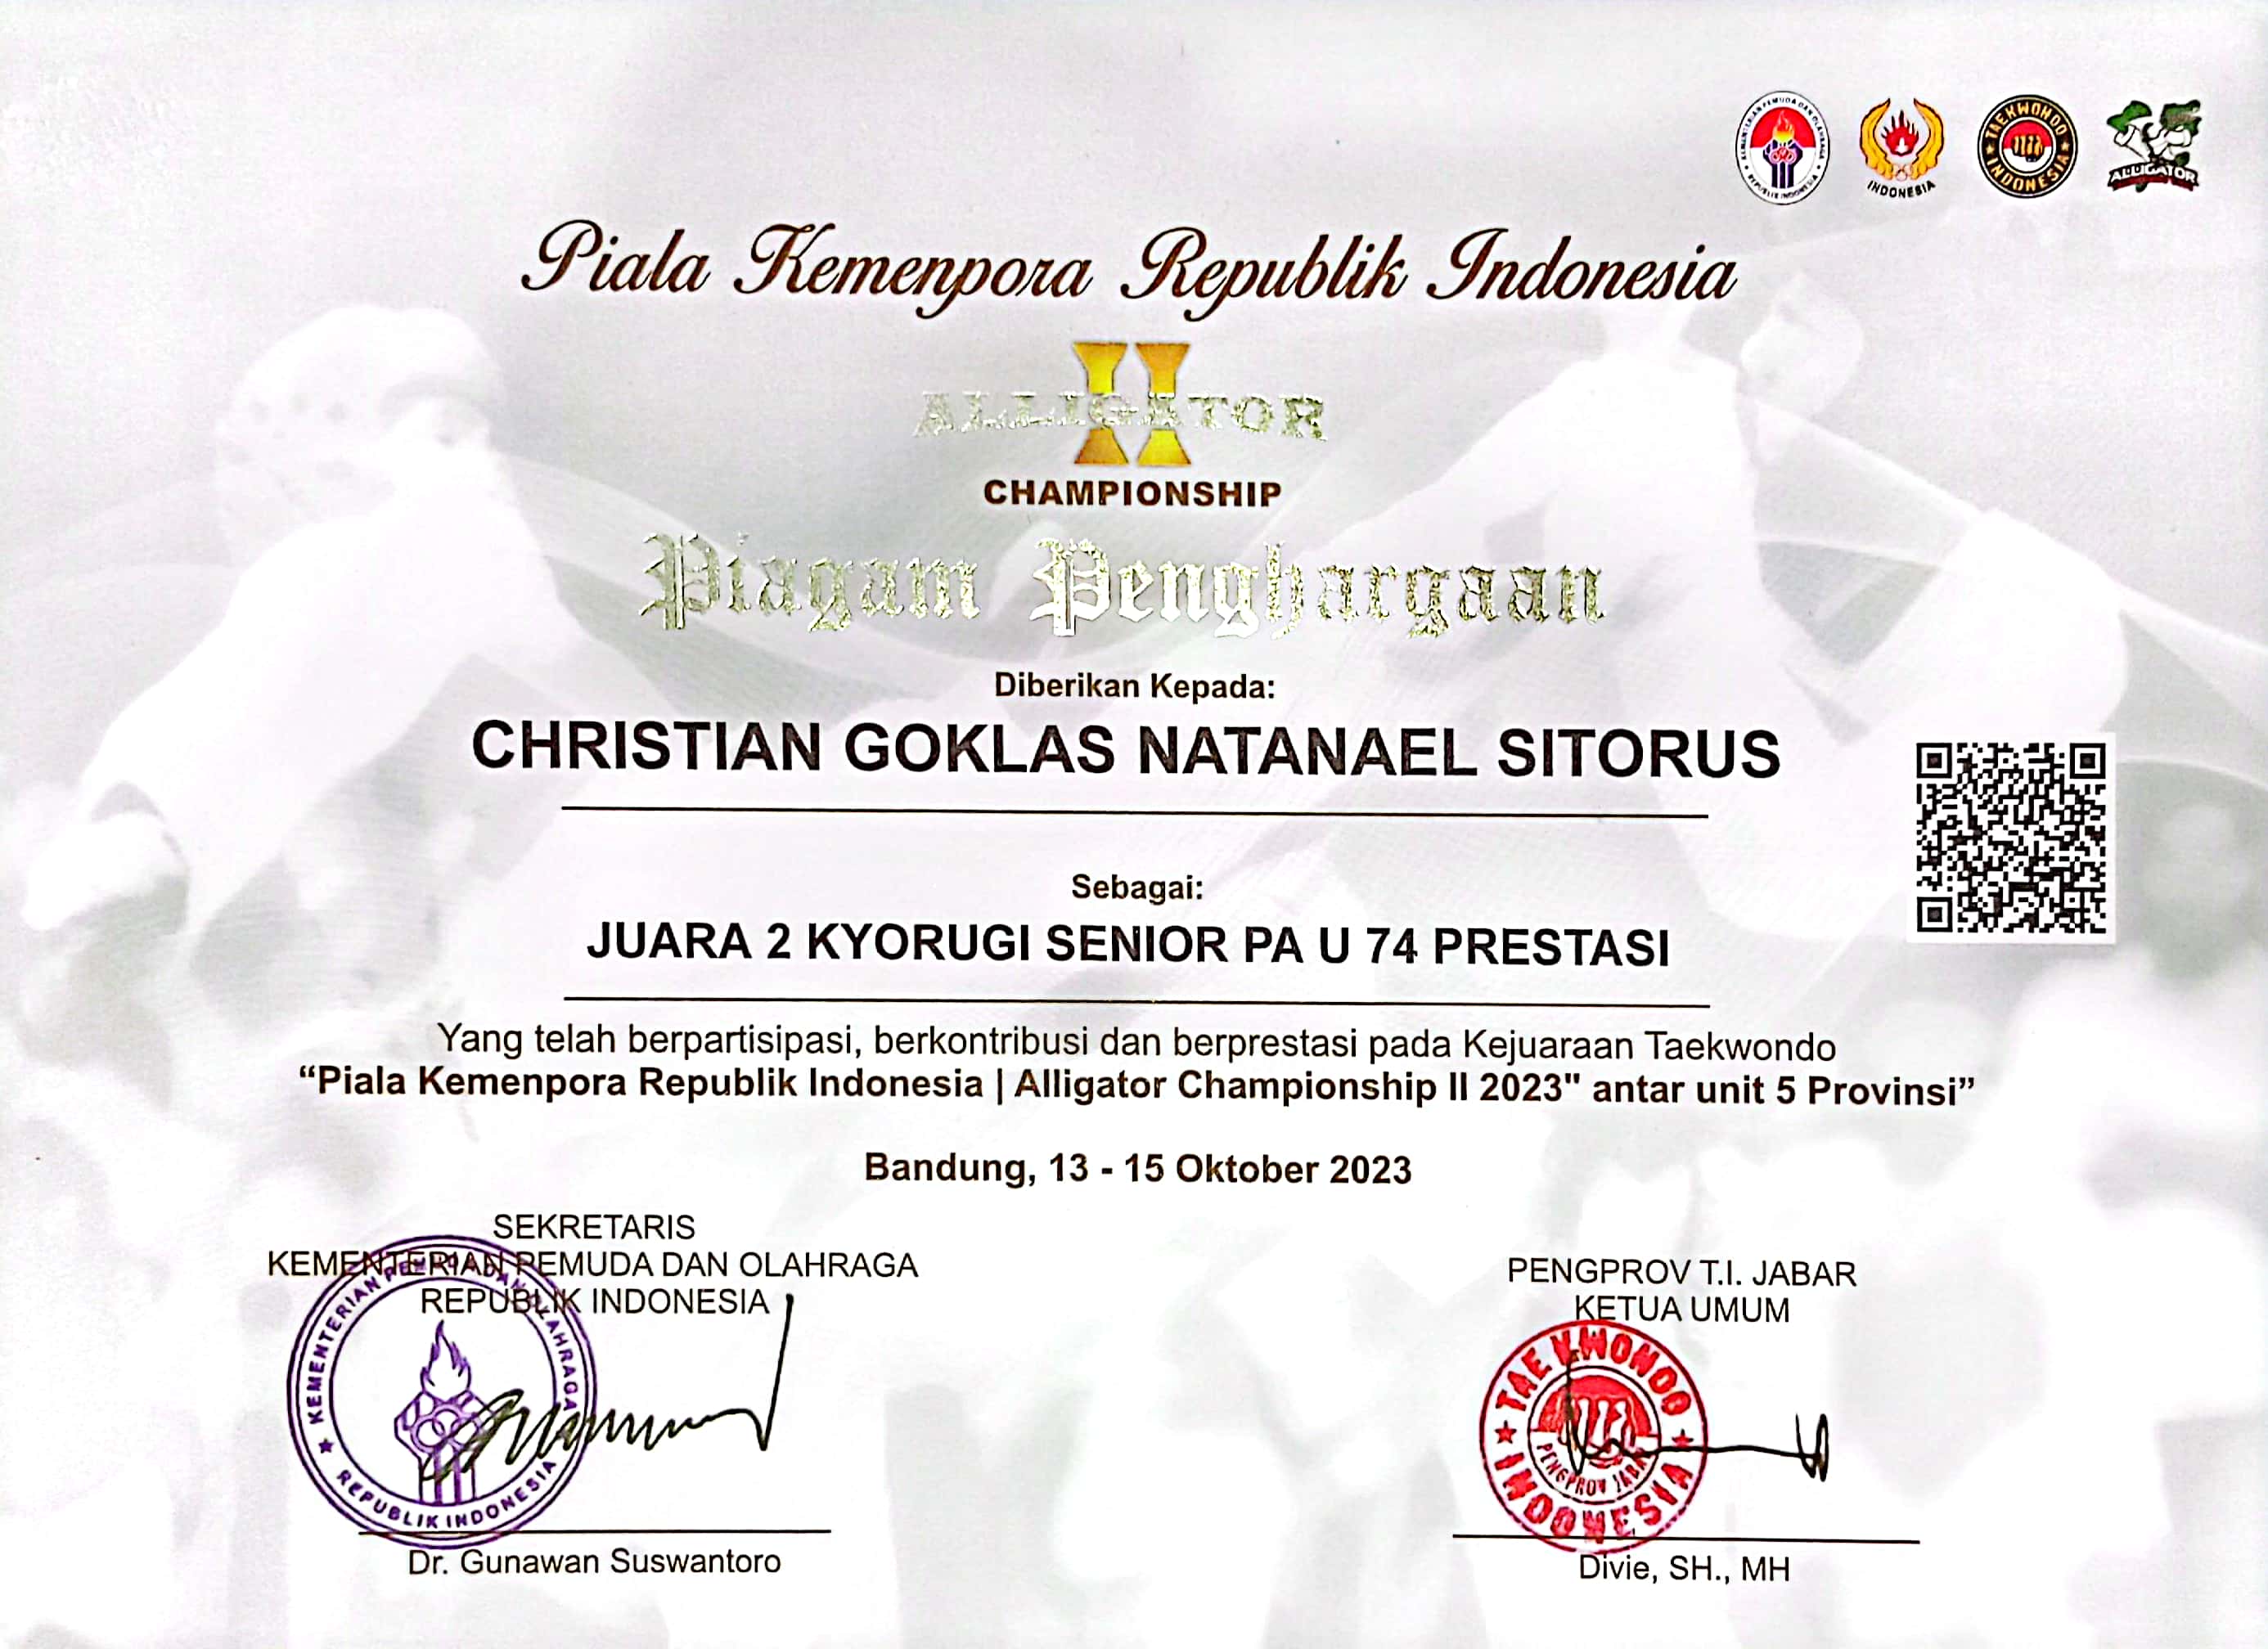 KEMENTERIAN PEMUDA DAN OLAHRAGA
REPUBLIK INDONESIA
INDONESIA
TAEKWONDO
INDONESIA
ALLIGATOR
Piala Kemenpora Republik Indonesia
II
ALLIGATOR
CHAMPIONSHIP
Piagam Penghargaan
Diberikan Kepada:
CHRISTIAN GOKLAS NATANAEL SITORUS
Sebagai:
JUARA 2 KYORUGI SENIOR PA U 74 PRESTASI
Yang telah berpartisipasi, berkontribusi dan berprestasi pada Kejuaraan Taekwondo
“Piala Kemenpora Republik Indonesia | Alligator Championship II 2023" antar unit 5 Provinsi”
Bandung, 13 - 15 Oktober 2023
SEKRETARIS
KEMENTERIAN PEMUDA DAN OLAHRAGA
REPUBLIK INDONESIA
KEMENTERIAN PEMUDA DAN OLAHRAGA
REPUBLIK INDONESIA
Dr. Gunawan Suswantoro
PENGPROV T.I. JABAR
KETUA UMUM
TAEKWONDO
PENGPROV JABAR
INDONESIA
Divie, SH., MH